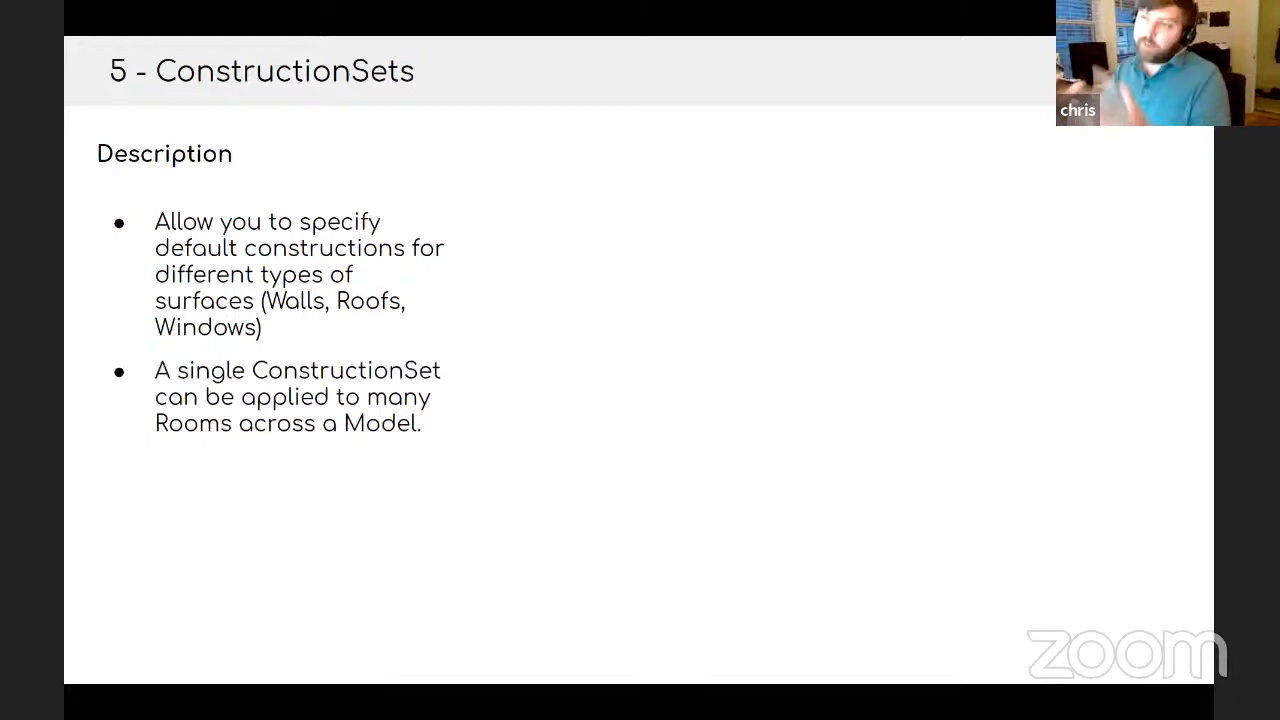 5 - ConstructionSets
chris
Description
● Allow you to specify
default constructions for
different types of
surfaces (Walls, Roofs,
Windows)
● A single ConstructionSet
can be applied to many
Rooms across a Model.
zoom